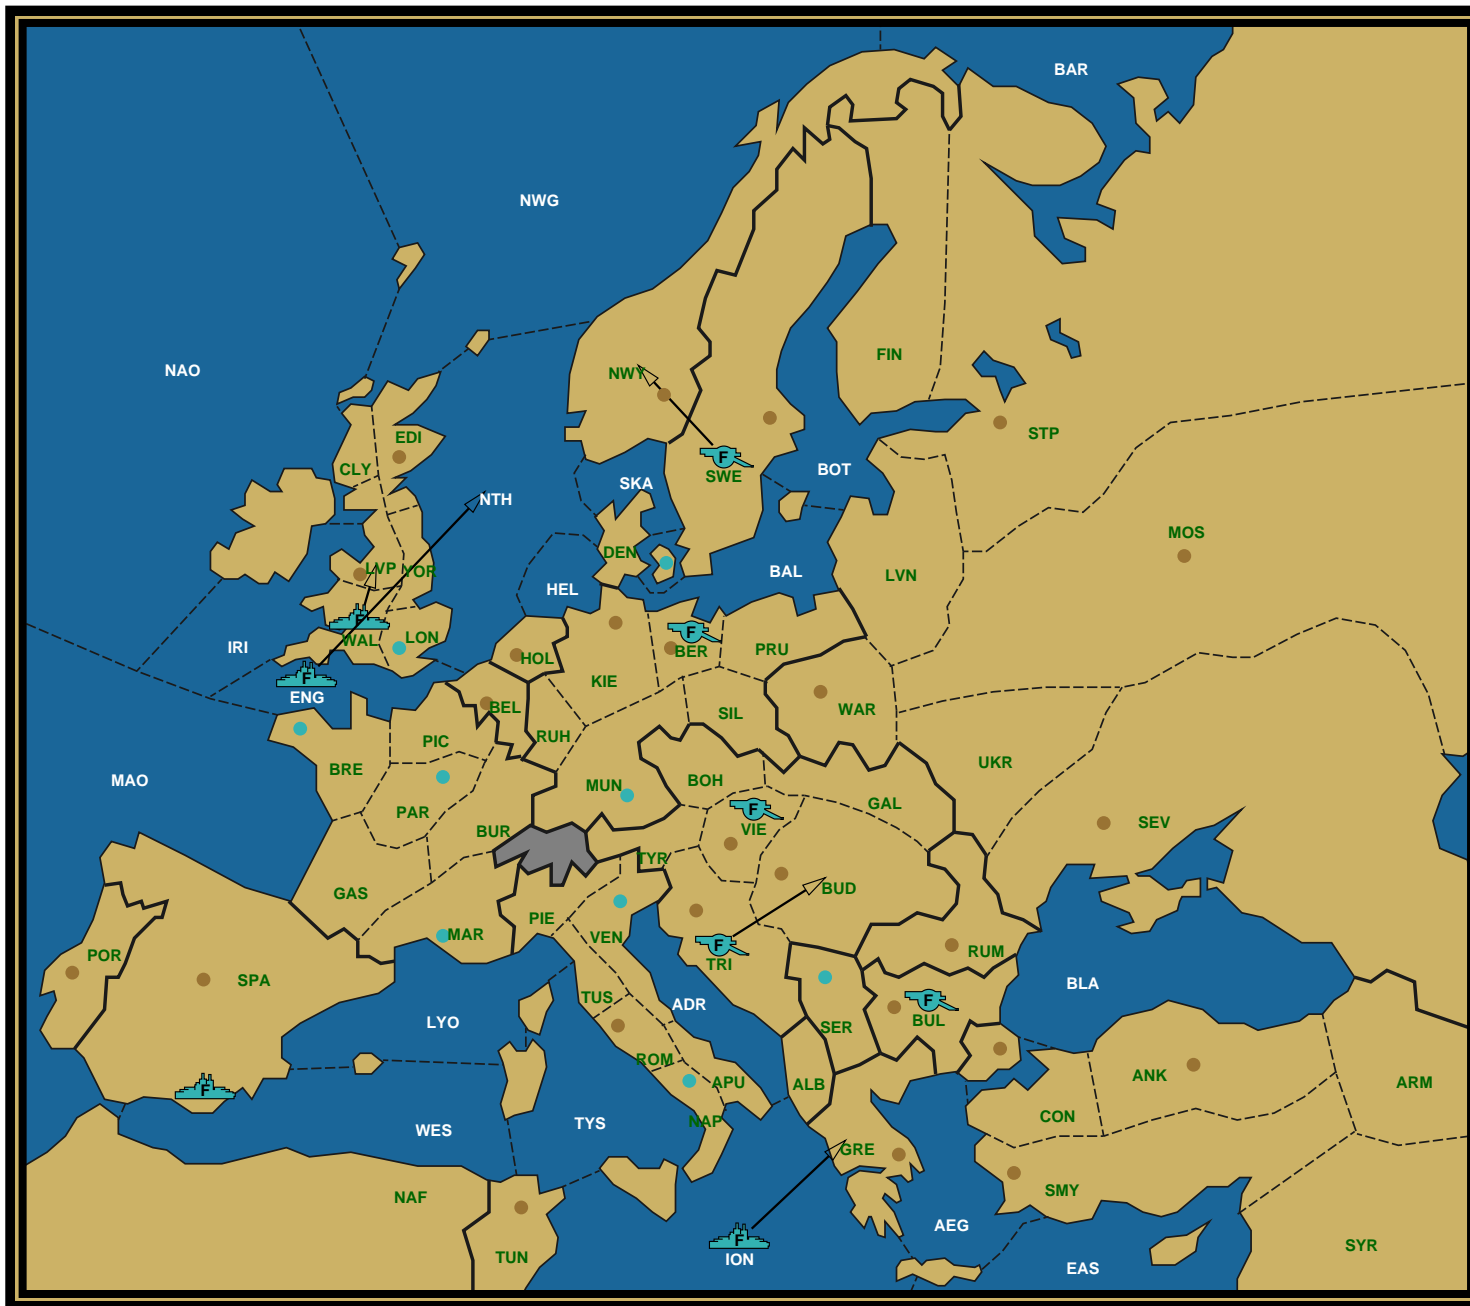 BAR
NWG
NAO
NWY
FIN
EDI
STP
CLY
F
SWE
SKA
BOT
NTH
MOS
DEN
LVP
YOR
BAL
LVN
HEL
F
F
WAL
LON
IRI
HOL
BER
PRU
F
ENG
KIE
BEL
SIL
WAR
PIC
RUH
UKR
BRE
MUN
BOH
MAO
GAL
F
PAR
VIE
SEV
BUR
TYR
GAS
BUD
PIE
MAR
VEN
F
POR
TRI
RUM
SPA
BLA
TUS
ADR
F
LYO
SER
BUL
ROM
ANK
APU
ALB
ARM
F
CON
NAP
WES
TYS
GRE
SMY
NAF
AEG
F
SYR
TUN
ION
EAS